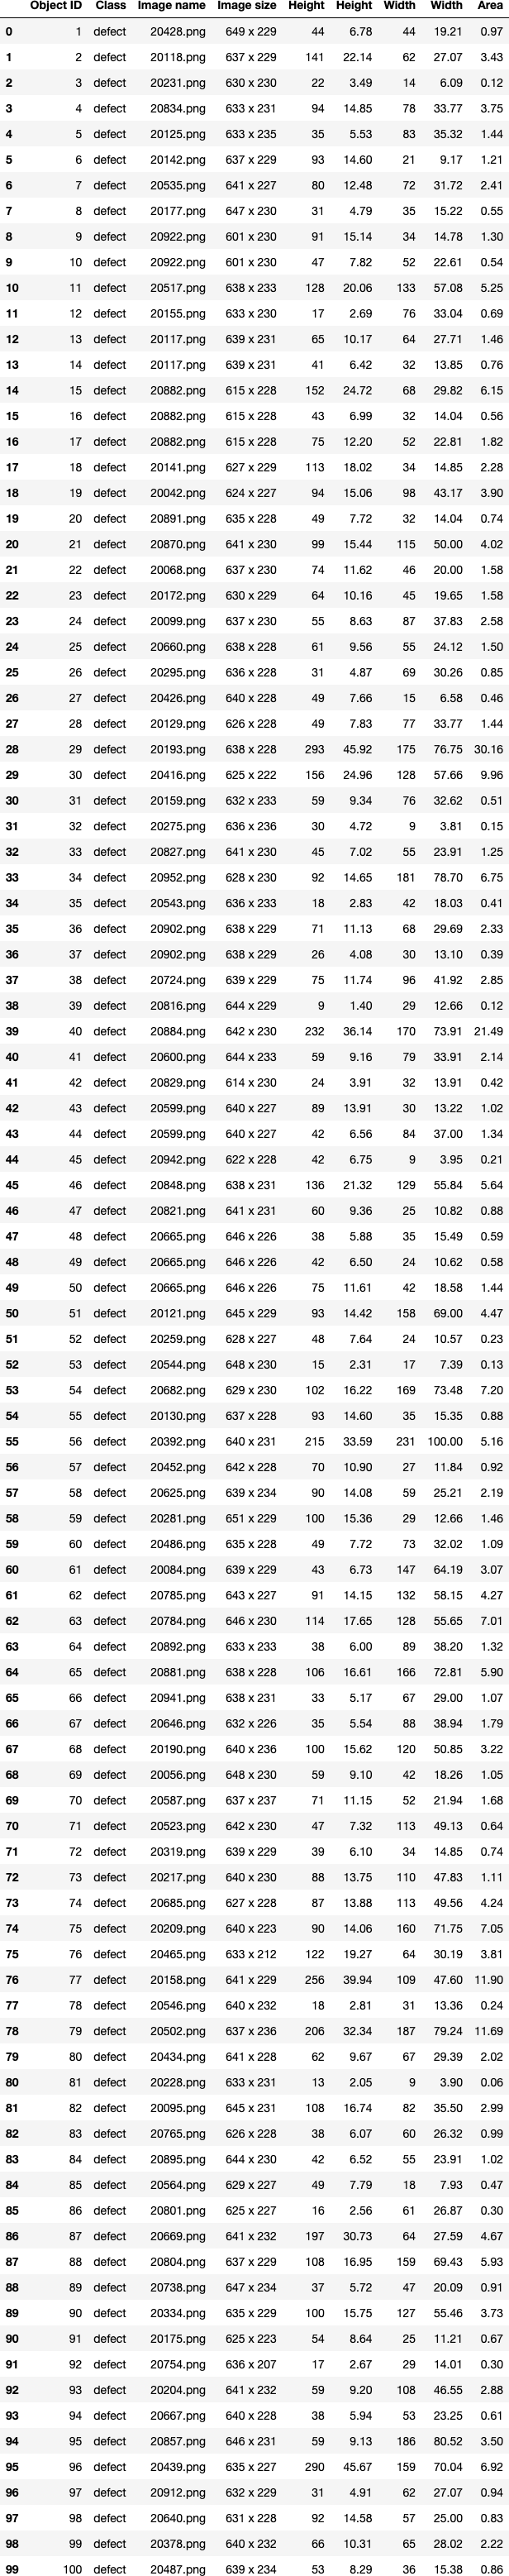 Object ID Class Image name Image size Height Height Width Width Area
0 1 defect 20428.png 649 x 229 44 6.78 44 19.21 0.97
1 2 defect 20118.png 637 x 229 141 22.14 62 27.07 3.43
2 3 defect 20231.png 630 x 230 22 3.49 14 6.09 0.12
3 4 defect 20834.png 633 x 231 94 14.85 78 33.77 3.75
4 5 defect 20125.png 633 x 235 35 5.53 83 35.32 1.44
5 6 defect 20142.png 637 x 229 93 14.60 21 9.17 1.21
6 7 defect 20535.png 641 x 227 80 12.48 72 31.72 2.41
7 8 defect 20177.png 647 x 230 31 4.79 35 15.22 0.55
8 9 defect 20922.png 601 x 230 91 15.14 34 14.78 1.30
9 10 defect 20922.png 601 x 230 47 7.82 52 22.61 0.54
10 11 defect 20517.png 638 x 233 128 20.06 133 57.08 5.25
11 12 defect 20155.png 633 x 230 17 2.69 76 33.04 0.69
12 13 defect 20117.png 639 x 231 65 10.17 64 27.71 1.46
13 14 defect 20117.png 639 x 231 41 6.42 32 13.85 0.76
14 15 defect 20882.png 615 x 228 152 24.72 68 29.82 6.15
15 16 defect 20882.png 615 x 228 43 6.99 32 14.04 0.56
16 17 defect 20882.png 615 x 228 75 12.20 52 22.81 1.82
17 18 defect 20141.png 627 x 229 113 18.02 34 14.85 2.28
18 19 defect 20042.png 624 x 227 94 15.06 98 43.17 3.90
19 20 defect 20891.png 635 x 228 49 7.72 32 14.04 0.74
20 21 defect 20870.png 641 x 230 99 15.44 115 50.00 4.02
21 22 defect 20068.png 637 x 230 74 11.62 46 20.00 1.58
22 23 defect 20172.png 630 x 229 64 10.16 45 19.65 1.58
23 24 defect 20099.png 637 x 230 55 8.63 87 37.83 2.58
24 25 defect 20660.png 638 x 228 61 9.56 55 24.12 1.50
25 26 defect 20295.png 636 x 228 31 4.87 69 30.26 0.85
26 27 defect 20426.png 640 x 228 49 7.66 15 6.58 0.46
27 28 defect 20129.png 626 x 228 49 7.83 77 33.77 1.44
28 29 defect 20193.png 638 x 228 293 45.92 175 76.75 30.16
29 30 defect 20416.png 625 x 222 156 24.96 128 57.66 9.96
30 31 defect 20159.png 632 x 233 59 9.34 76 32.62 0.51
31 32 defect 20275.png 636 x 236 30 4.72 9 3.81 0.15
32 33 defect 20827.png 641 x 230 45 7.02 55 23.91 1.25
33 34 defect 20952.png 628 x 230 92 14.65 181 78.70 6.75
34 35 defect 20543.png 636 x 233 18 2.83 42 18.03 0.41
35 36 defect 20902.png 638 x 229 71 11.13 68 29.69 2.33
36 37 defect 20902.png 638 x 229 26 4.08 30 13.10 0.39
37 38 defect 20724.png 639 x 229 75 11.74 96 41.92 2.85
38 39 defect 20816.png 644 x 229 9 1.40 29 12.66 0.12
39 40 defect 20884.png 642 x 230 232 36.14 170 73.91 21.49
40 41 defect 20600.png 644 x 233 59 9.16 79 33.91 2.14
41 42 defect 20829.png 614 x 230 24 3.91 32 13.91 0.42
42 43 defect 20599.png 640 x 227 89 13.91 30 13.22 1.02
43 44 defect 20599.png 640 x 227 42 6.56 84 37.00 1.34
44 45 defect 20942.png 622 x 228 42 6.75 9 3.95 0.21
45 46 defect 20848.png 638 x 231 136 21.32 129 55.84 5.64
46 47 defect 20821.png 641 x 231 60 9.36 25 10.82 0.88
47 48 defect 20665.png 646 x 226 38 5.88 35 15.49 0.59
48 49 defect 20665.png 646 x 226 42 6.50 24 10.62 0.58
49 50 defect 20665.png 646 x 226 75 11.61 42 18.58 1.44
50 51 defect 20121.png 645 x 229 93 14.42 158 69.00 4.47
51 52 defect 20259.png 628 x 227 48 7.64 24 10.57 0.23
52 53 defect 20544.png 648 x 230 15 2.31 17 7.39 0.13
53 54 defect 20682.png 629 x 230 102 16.22 169 73.48 7.20
54 55 defect 20130.png 637 x 228 93 14.60 35 15.35 0.88
55 56 defect 20392.png 640 x 231 215 33.59 231 100.00 5.16
56 57 defect 20452.png 642 x 228 70 10.90 27 11.84 0.92
57 58 defect 20625.png 639 x 234 90 14.08 59 25.21 2.19
58 59 defect 20281.png 651 x 229 100 15.36 29 12.66 1.46
59 60 defect 20486.png 635 x 228 49 7.72 73 32.02 1.09
60 61 defect 20084.png 639 x 229 43 6.73 147 64.19 3.07
61 62 defect 20785.png 643 x 227 91 14.15 132 58.15 4.27
62 63 defect 20784.png 646 x 230 114 17.65 128 55.65 7.01
63 64 defect 20892.png 633 x 233 38 6.00 89 38.20 1.32
64 65 defect 20881.png 638 x 228 106 16.61 166 72.81 5.90
65 66 defect 20941.png 638 x 231 33 5.17 67 29.00 1.07
66 67 defect 20646.png 632 x 226 35 5.54 88 38.94 1.79
67 68 defect 20190.png 640 x 236 100 15.62 120 50.85 3.22
68 69 defect 20056.png 648 x 230 59 9.10 42 18.26 1.05
69 70 defect 20587.png 637 x 237 71 11.15 52 21.94 1.68
70 71 defect 20523.png 642 x 230 47 7.32 113 49.13 0.64
71 72 defect 20319.png 639 x 229 39 6.10 34 14.85 0.74
72 73 defect 20217.png 640 x 230 88 13.75 110 47.83 1.11
73 74 defect 20685.png 627 x 228 87 13.88 113 49.56 4.24
74 75 defect 20209.png 640 x 223 90 14.06 160 71.75 7.05
75 76 defect 20465.png 633 x 212 122 19.27 64 30.19 3.81
76 77 defect 20158.png 641 x 229 256 39.94 109 47.60 11.90
77 78 defect 20546.png 640 x 232 18 2.81 31 13.36 0.24
78 79 defect 20502.png 637 x 236 206 32.34 187 79.24 11.69
79 80 defect 20434.png 641 x 228 62 9.67 67 29.39 2.02
80 81 defect 20228.png 633 x 231 13 2.05 9 3.90 0.06
81 82 defect 20095.png 645 x 231 108 16.74 82 35.50 2.99
82 83 defect 20765.png 626 x 228 38 6.07 60 26.32 0.99
83 84 defect 20895.png 644 x 230 42 6.52 55 23.91 1.02
84 85 defect 20564.png 629 x 227 49 7.79 18 7.93 0.47
85 86 defect 20801.png 625 x 227 16 2.56 61 26.87 0.30
86 87 defect 20669.png 641 x 232 197 30.73 64 27.59 4.67
87 88 defect 20804.png 637 x 229 108 16.95 159 69.43 5.93
88 89 defect 20738.png 647 x 234 37 5.72 47 20.09 0.91
89 90 defect 20334.png 635 x 229 100 15.75 127 55.46 3.73
90 91 defect 20175.png 625 x 223 54 8.64 25 11.21 0.67
91 92 defect 20754.png 636 x 207 17 2.67 29 14.01 0.30
92 93 defect 20204.png 641 x 232 59 9.20 108 46.55 2.88
93 94 defect 20667.png 640 x 228 38 5.94 53 23.25 0.61
94 95 defect 20857.png 646 x 231 59 9.13 186 80.52 3.50
95 96 defect 20439.png 635 x 227 290 45.67 159 70.04 6.92
96 97 defect 20912.png 632 x 229 31 4.91 62 27.07 0.94
97 98 defect 20640.png 631 x 228 92 14.58 57 25.00 0.83
98 99 defect 20378.png 640 x 232 66 10.31 65 28.02 2.22
99 100 defect 20487.png 639 x 234 53 8.29 36 15.38 0.86